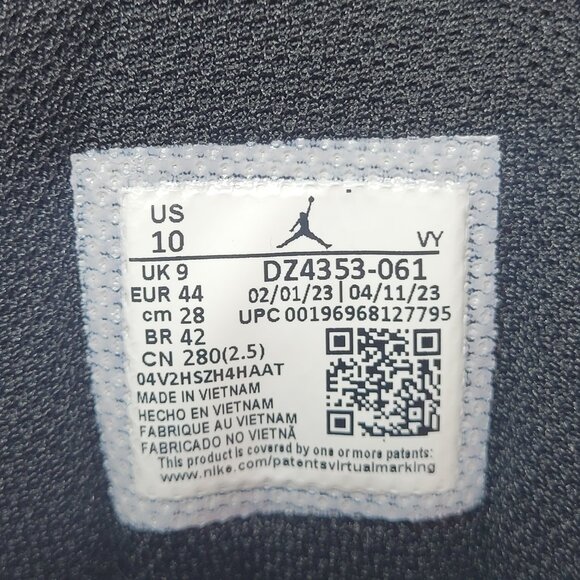 US
10
VY
UK 9
DZ4353-061
EUR 44
02/01/23 | 04/11/23
cm 28
UPC 00196968127795
BR 42
CN 280(2.5)
04V2HSZH4HAAT
MADE IN VIETNAM
HECHO EN VIETNAM
FABRIQUE AU VIETNAM
FABRICADO NO VIETNÃ
This product is covered by one or more patents:
www.nike.com/patentsvirtualmarking